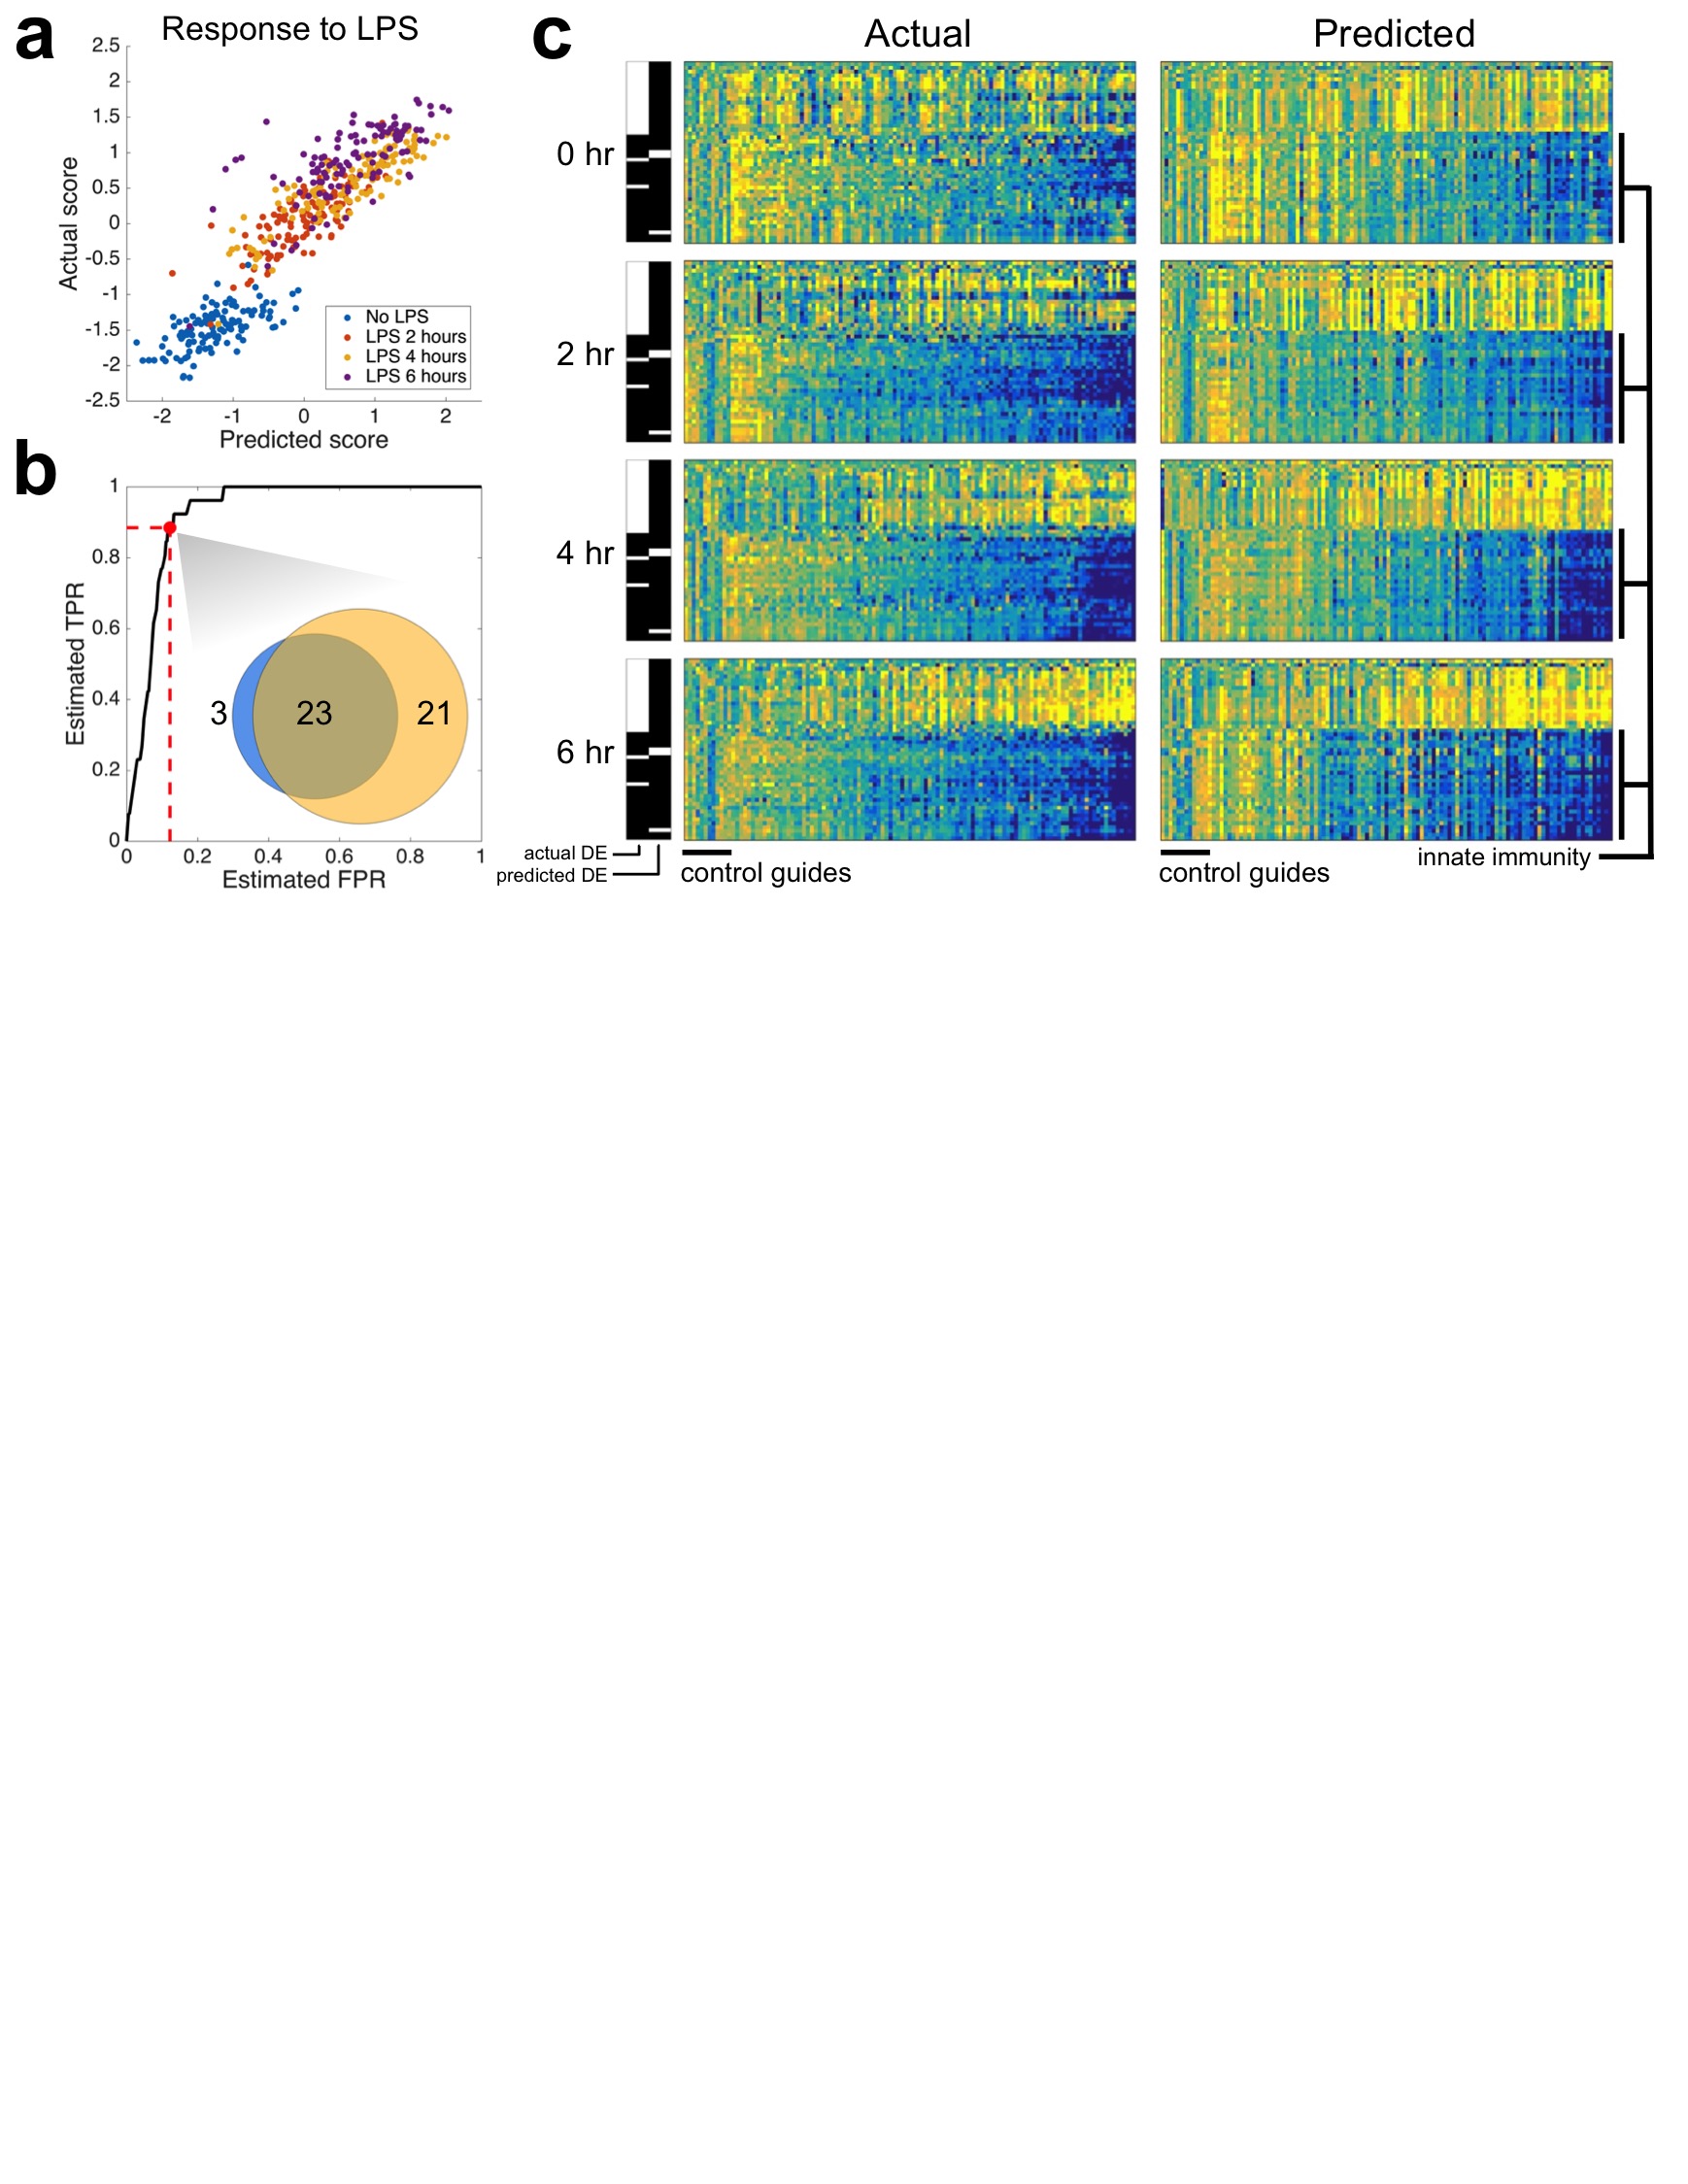 a
Response to LPS
2.5
2
1.5
1
0.5
0
-0.5
-1
-1.5
-2
-2.5
Actual score
No LPS
LPS 2 hours
LPS 4 hours
LPS 6 hours
-2 -1 0 1 2
Predicted score
b
1
0.8
0.6
0.4
0.2
0
Estimated TPR
3 23 21
0 0.2 0.4 0.6 0.8 1
Estimated FPR
c
Actual Predicted
0 hr
2 hr
4 hr
6 hr
actual DE
predicted DE
control guides
control guides
innate immunity